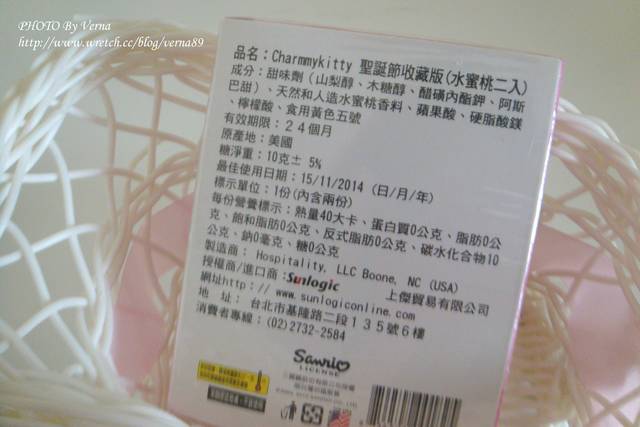 PHOTO By Verna
http://www.wretch.cc/blog/verna89
品名：Charmmykitty 聖誕節收藏版(水蜜桃二入)
成分：甜味劑（山梨醇、木糖醇、醋磺內酯鉀、阿斯
巴甜）、天然和人造水蜜桃香料、蘋果酸、硬脂酸鎂
、檸檬酸、食用黃色五號
有效期限：２４個月
原產地：美國
糖淨重：10克± 5%
最佳使用日期：15/11/2014（日/月/年）
標示單位：1份(內含兩份)
每份營養標示：熱量40大卡、蛋白質0公克、脂肪0公
克、飽和脂肪0公克、反式脂肪0公克、碳水化合物10
公克、鈉0毫克、糖0公克
製造商： Hospitality, LLC Boone, NC (USA)
授權商/進口商：Sunlogic 上傑貿易有限公司
網址http:// www.sunlogiconline.com
地 址： 台北市基隆路二段１３５號６樓
消費者專線：(02)2732-2584
Sanrio
LICENSE